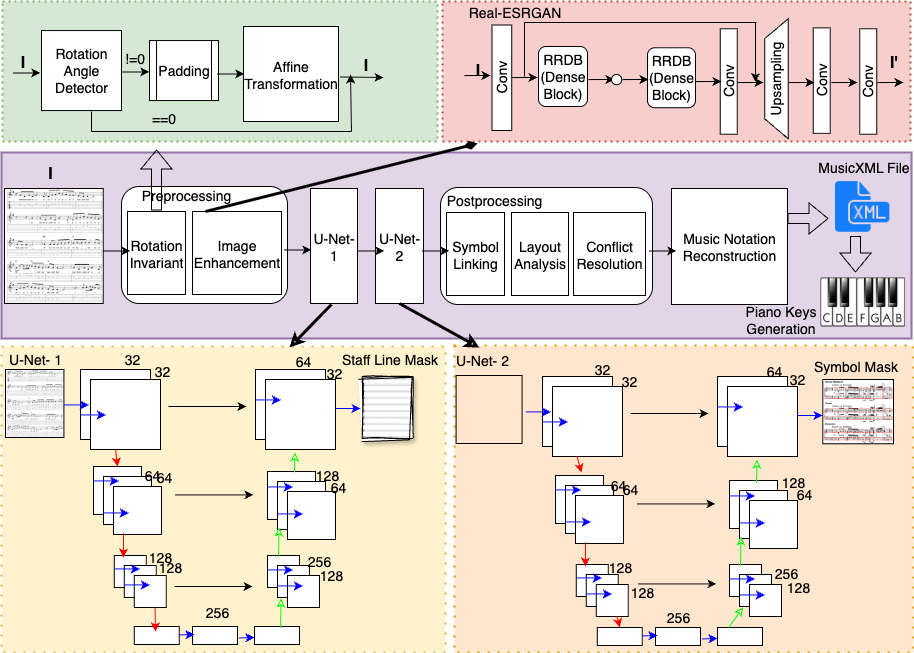 I
Rotation
Angle
Detector
!=0
==0
Padding
Affine
Transformation
I
Real-ESRGAN
I
Conv
RRDB
(Dense
Block)
RRDB
(Dense
Block)
Conv
Upsampling
Conv
Conv
I'
I
Preprocessing
Rotation
Invariant
Image
Enhancement
U-Net-
1
U-Net-
2
Postprocessing
Symbol
Linking
Layout
Analysis
Conflict
Resolution
Music Notation
Reconstruction
MusicXML File
XML
Piano Keys
Generation
C D E F G A B
U-Net- 1
32
32
64
32
Staff Line Mask
64
64
128
64
128
128
256
128
256
U-Net- 2
32
32
64
32
Symbol Mask
64
64
128
64
128
128
256
128
256